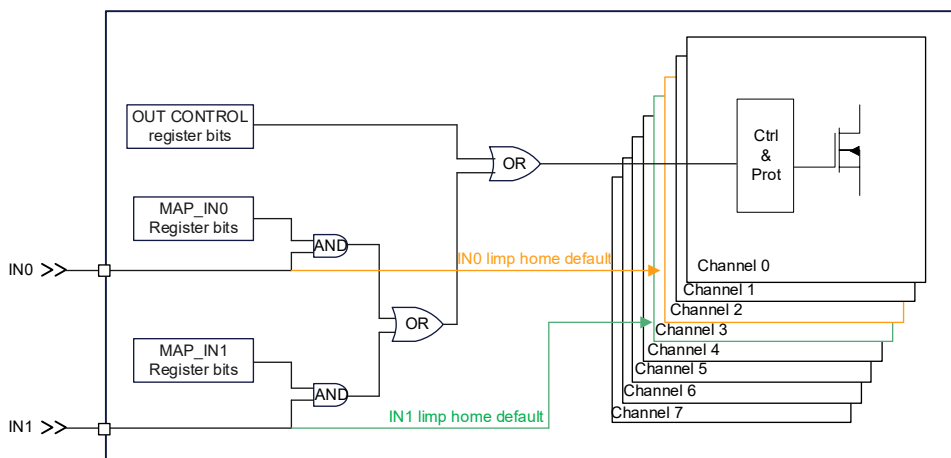 OUT CONTROL
register bits
OR
Ctrl
&
Prot
MAP_IN0
Register bits
AND
IN0
IN0 limp home default
Channel 0
Channel 1
Channel 2
OR
Channel 3
Channel 4
MAP_IN1
Register bits
Channel 5
AND
Channel 6
Channel 7
IN1 limp home default
IN1